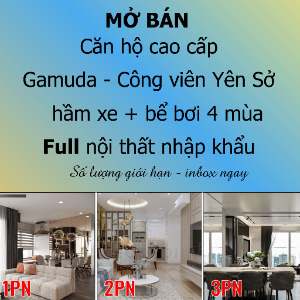 MỞ BÁN
Căn hộ cao cấp
Gamuda - Công viên Yên Sở
hầm xe + bể bơi 4 mùa
Full nội thất nhập khẩu
Số lượng giới hạn - inbox ngay
1PN 2PN 3PN